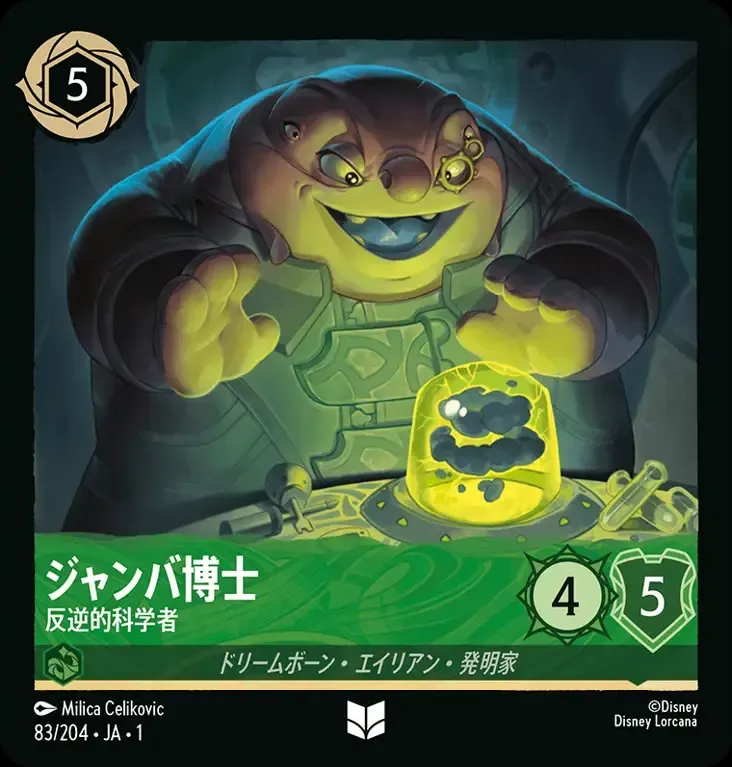 5
ジャンバ博士
反逆的科学者
4 5
ドリームボーン・エイリアン・発明家
Milica Celikovic
83/204・JA・1
©Disney
Disney Lorcana